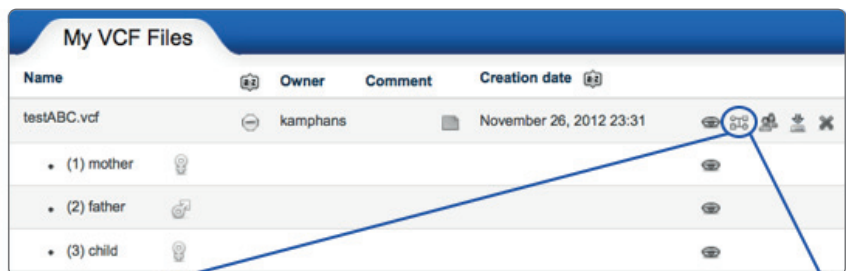 My VCF Files
Name Owner Comment Creation date
testABC.vcf kamphans November 26, 2012 23:31
• (1) mother
• (2) father
• (3) child